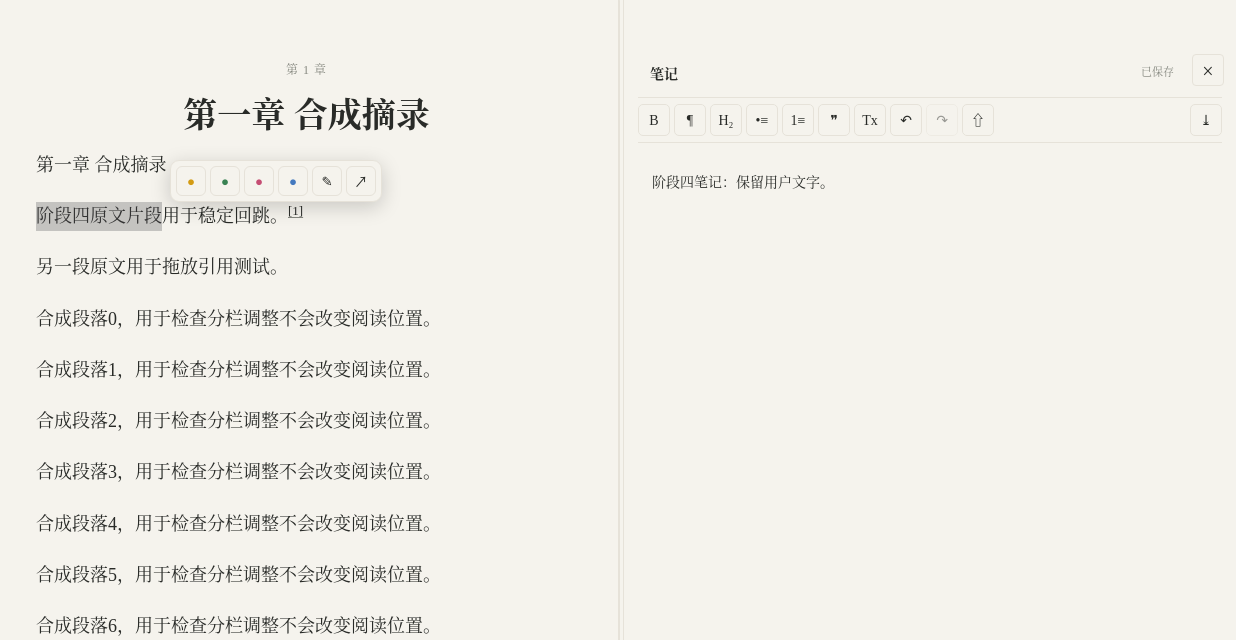 第 1 章
第一章 合成摘录
第一章 合成摘录
阶段四原文片段用于稳定回跳。[1]
另一段原文用于拖放引用测试。
合成段落0，用于检查分栏调整不会改变阅读位置。
合成段落1，用于检查分栏调整不会改变阅读位置。
合成段落2，用于检查分栏调整不会改变阅读位置。
合成段落3，用于检查分栏调整不会改变阅读位置。
合成段落4，用于检查分栏调整不会改变阅读位置。
合成段落5，用于检查分栏调整不会改变阅读位置。
合成段落6，用于检查分栏调整不会改变阅读位置。
笔记
已保存 ×
B ¶ H₂ •≡ 1≡ ❞ Tx ↶ ↷ ⇧ ⤓
阶段四笔记：保留用户文字。